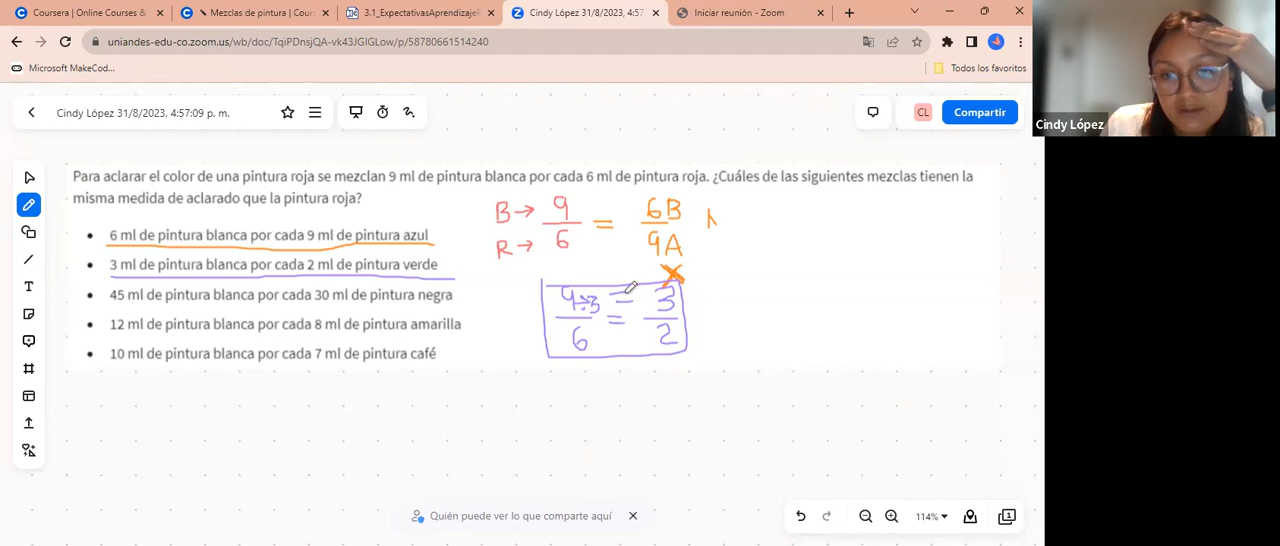 Coursera | Online Courses &
Mezclas de pintura | Cour
3.1_ExpectativasAprendizajeF
Cindy López 31/8/2023, 4:57
Iniciar reunión - Zoom
uniandes-edu-co.zoom.us/wb/doc/TqiPDnsjQA-vk43JGIGLow/p/58780661514240
Microsoft MakeCod...
Todos los favoritos
Cindy López 31/8/2023, 4:57:09 p. m.
CL
Compartir
Cindy López
Para aclarar el color de una pintura roja se mezclan 9 ml de pintura blanca por cada 6 ml de pintura roja. ¿Cuáles de las siguientes mezclas tienen la
misma medida de aclarado que la pintura roja?
6 ml de pintura blanca por cada 9 ml de pintura azul
3 ml de pintura blanca por cada 2 ml de pintura verde
45 ml de pintura blanca por cada 30 ml de pintura negra
12 ml de pintura blanca por cada 8 ml de pintura amarilla
10 ml de pintura blanca por cada 7 ml de pintura café
B → 9 = 6B
R → 6 9A
X
9÷3 = 3
6 = 2
Quién puede ver lo que comparte aquí
114%
1